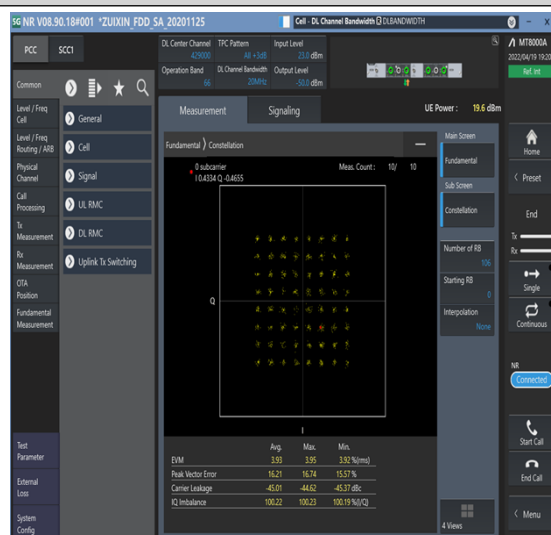 5G NR V08.90.18#001 *ZUIXIN_FDD_SA_20201125
Cell - DL Channel Bandwidth DLBANDWIDTH
PCC SCC1
DL Center Channel 429000
TPC Pattern All +3dB
Input Level 23.0 dBm
Operation Band 66
DL Channel Bandwidth 20MHz
Output Level -50.0 dBm
MT8000A
2022/04/19 19:20
Ref. Int
Common
Level / Freq
Cell
Level / Freq
Routing / ARB
Physical
Channel
Call
Processing
Tx
Measurement
Rx
Measurement
OTA
Position
Fundamental
Measurement
Test
Parameter
External
Loss
System
Config
General
Cell
Signal
UL RMC
DL RMC
Uplink Tx Switching
Measurement Signaling
UE Power : 19.6 dBm
Fundamental Constellation
0 subcarrier
I 0.4334 Q -0.4655
Meas. Count : 10/ 10
Q
I
Avg. Max. Min.
EVM 3.93 3.95 3.92 %(rms)
Peak Vector Error 16.21 16.74 15.57 %
Carrier Leakage -45.01 -44.62 -45.37 dBc
IQ Imbalance 100.22 100.23 100.19 %(I/Q)
Main Screen
Fundamental
Sub Screen
Constellation
Number of RB
106
Starting RB
0
Interpolation
None
4 Views
Home
Preset
End
Tx
Rx
Single
Continuous
NR
Connected
Start Call
End Call
Menu